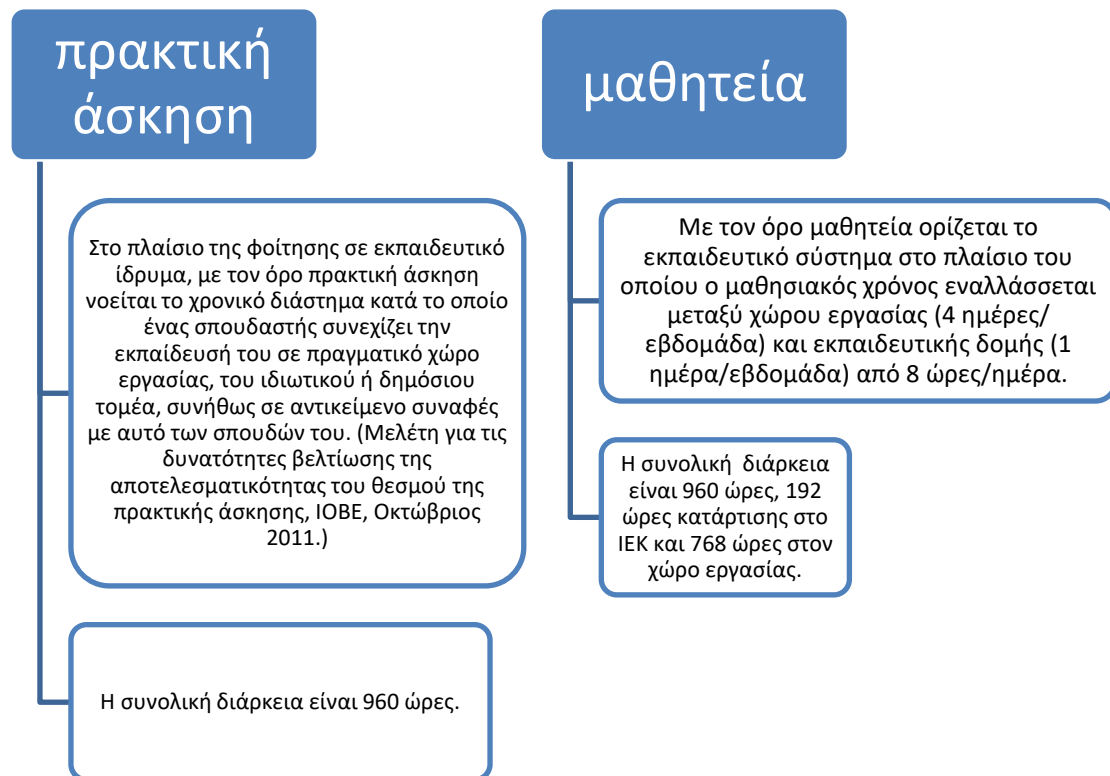 πρακτική
άσκηση
Στο πλαίσιο της φοίτησης σε εκπαιδευτικό
ίδρυμα, με τον όρο πρακτική άσκηση
νοείται το χρονικό διάστημα κατά το οποίο
ένας σπουδαστής συνεχίζει την
εκπαίδευσή του σε πραγματικό χώρο
εργασίας, του ιδιωτικού ή δημόσιου
τομέα, συνήθως σε αντικείμενο συναφές
με αυτό των σπουδών του. (Μελέτη για τις
δυνατότητες βελτίωσης της
αποτελεσματικότητας του θεσμού της
πρακτικής άσκησης, ΙΟΒΕ, Οκτώβριος
2011.)
Η συνολική διάρκεια είναι 960 ώρες.
μαθητεία
Με τον όρο μαθητεία ορίζεται το
εκπαιδευτικό σύστημα στο πλαίσιο του
οποίου ο μαθησιακός χρόνος εναλλάσσεται
μεταξύ χώρου εργασίας (4 ημέρες/
εβδομάδα) και εκπαιδευτικής δομής (1
ημέρα/εβδομάδα) από 8 ώρες/ημέρα.
Η συνολική διάρκεια
είναι 960 ώρες, 192
ώρες κατάρτισης στο
ΙΕΚ και 768 ώρες στον
χώρο εργασίας.